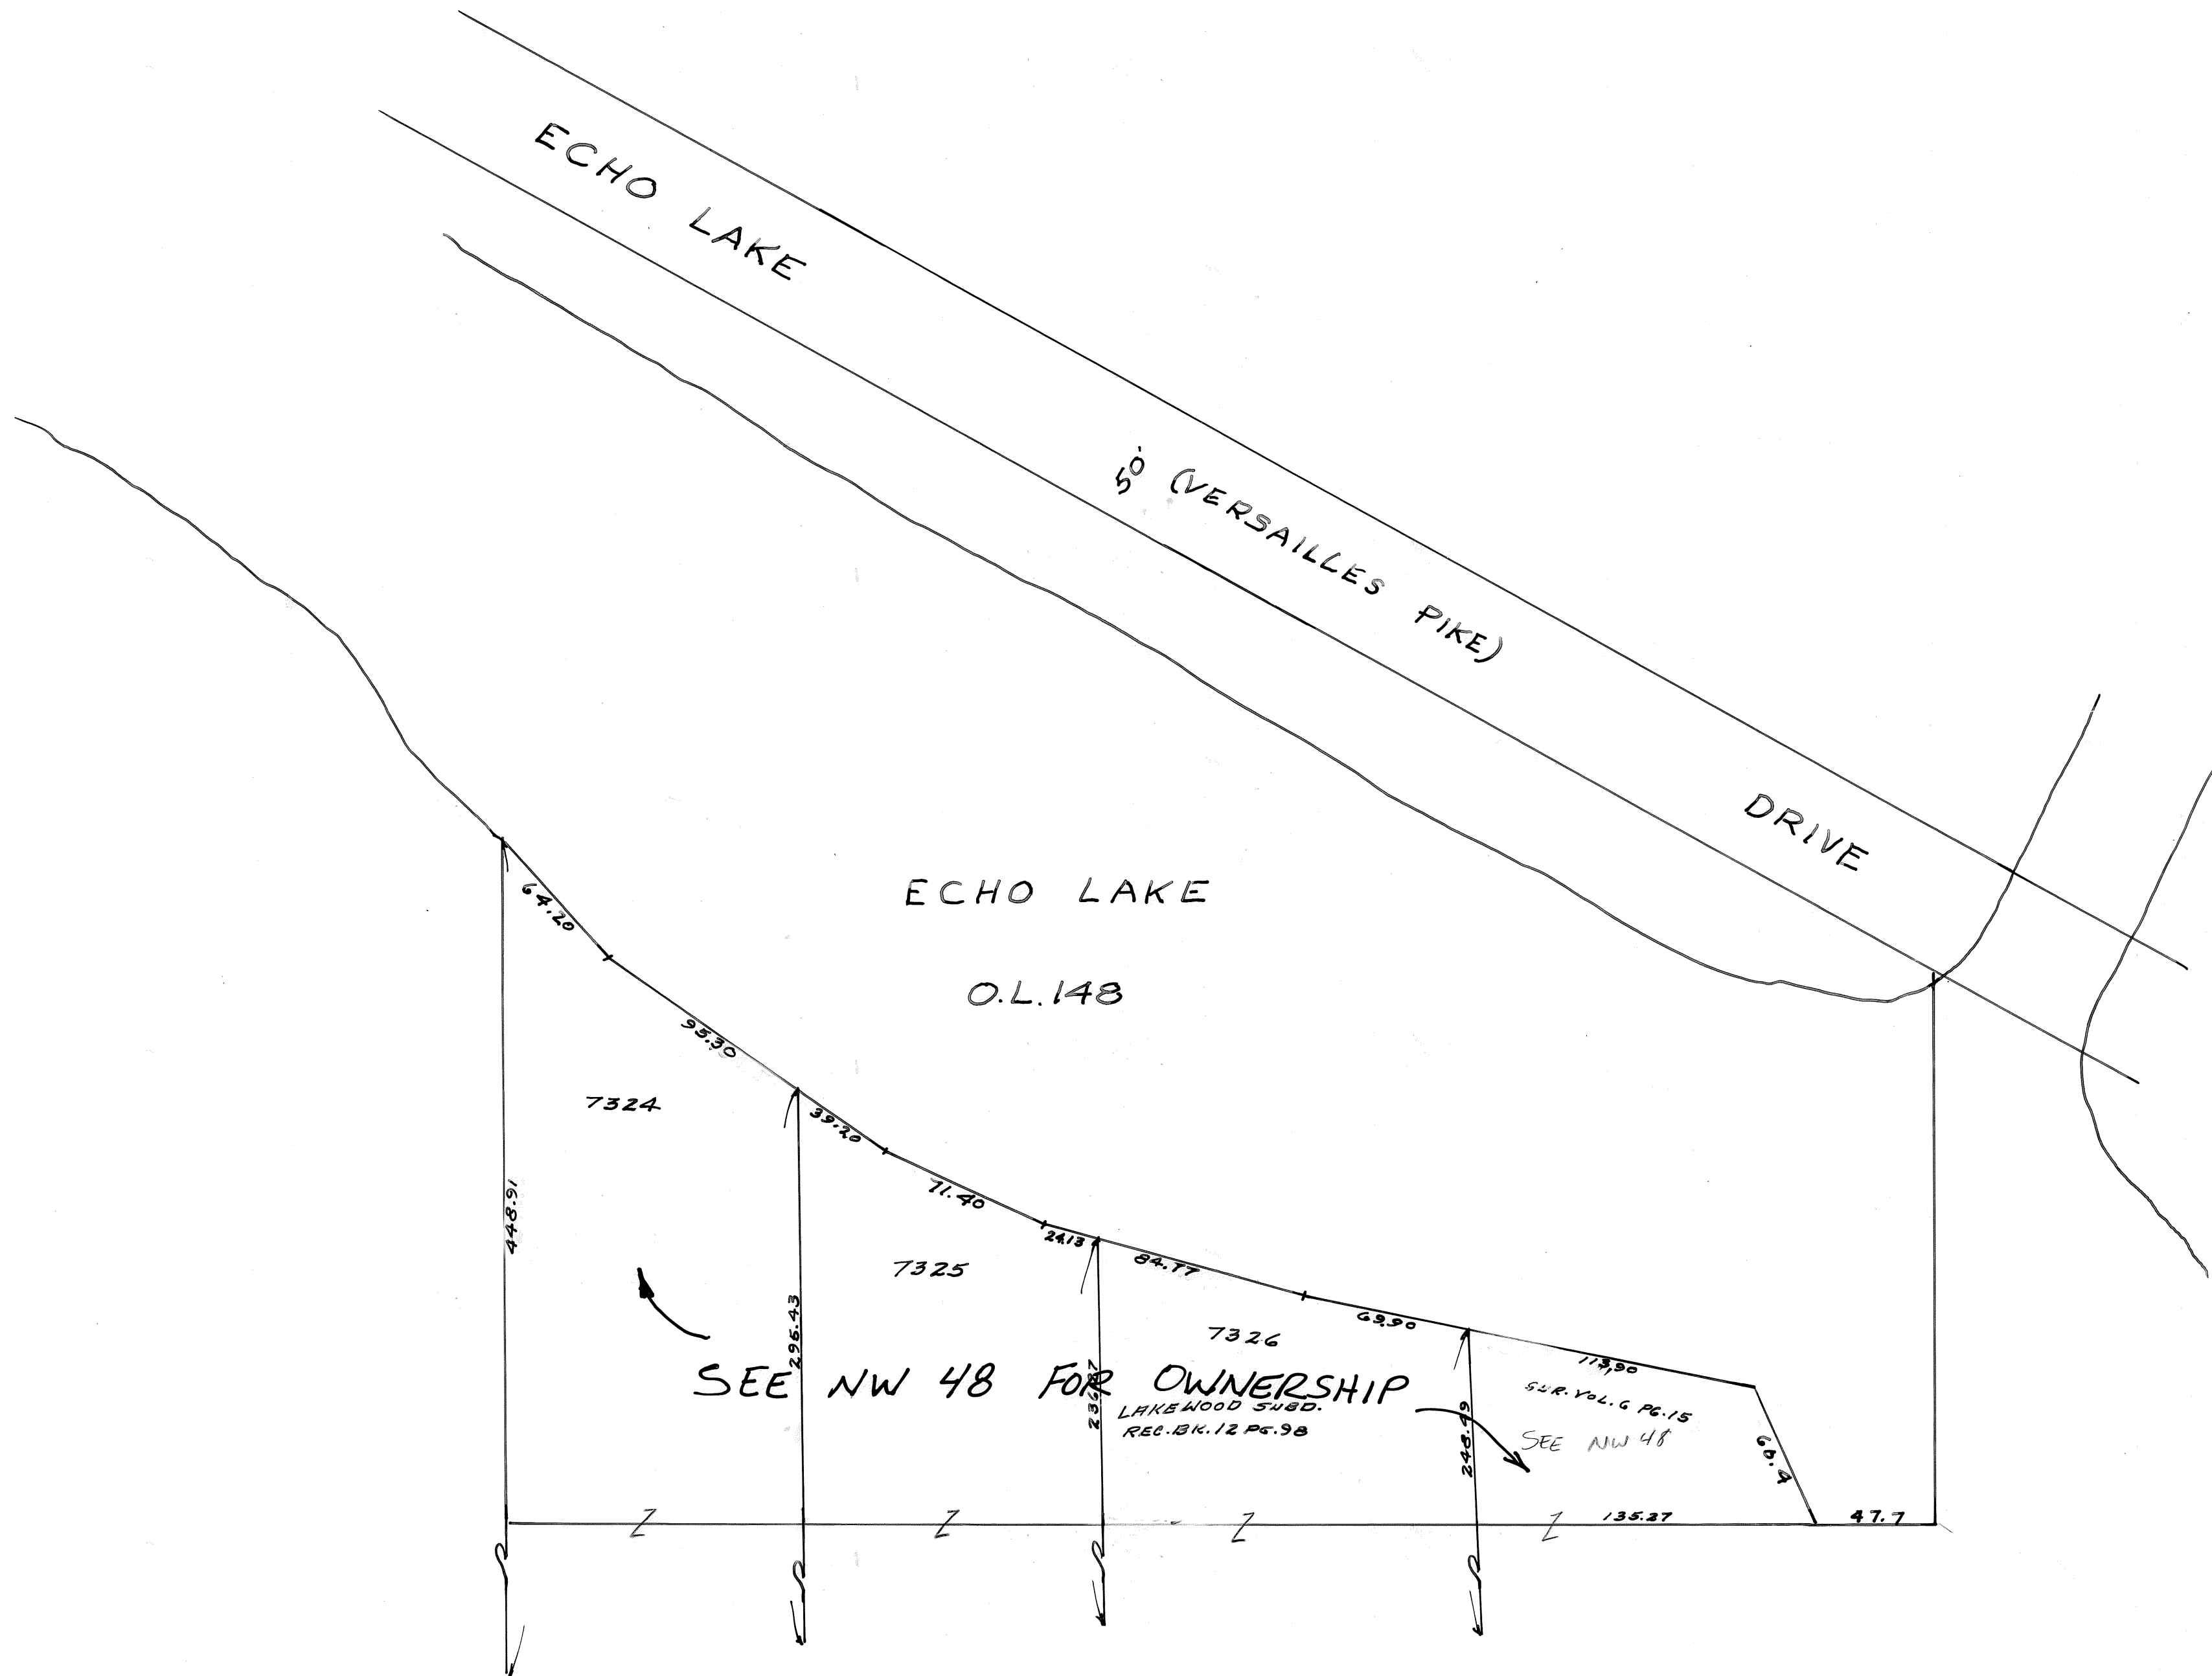 ECHO LAKE
50' (VERSAILLES PIKE)
DRIVE
ECHO LAKE
O.L.148
64.20
95.30
7324
39.20
71.40
448.91
24.13
84.77
7325
69.90
295.43
7326
113.90
SEE NW 48 FOR OWNERSHIP
SUR. VOL. 6 PG. 15
LAKEWOOD SUBD.
REC. BK. 12 PG. 98
248.49
SEE NW 48
135.27
47.7